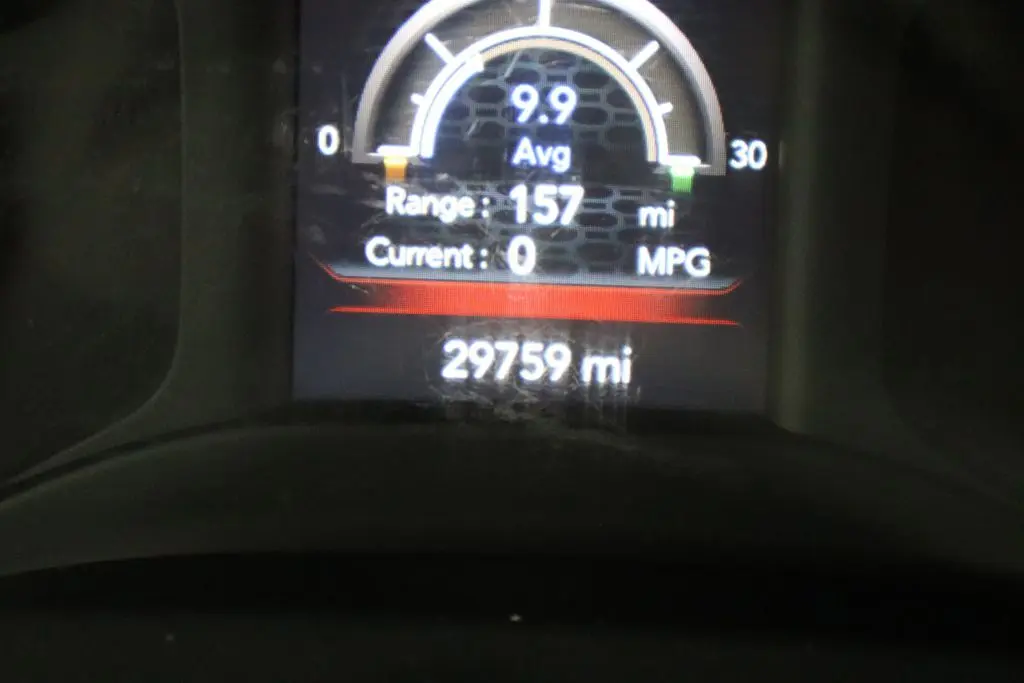 9.9
Avg
0 30
Range : 157 mi
Current : 0 MPG
29759 mi